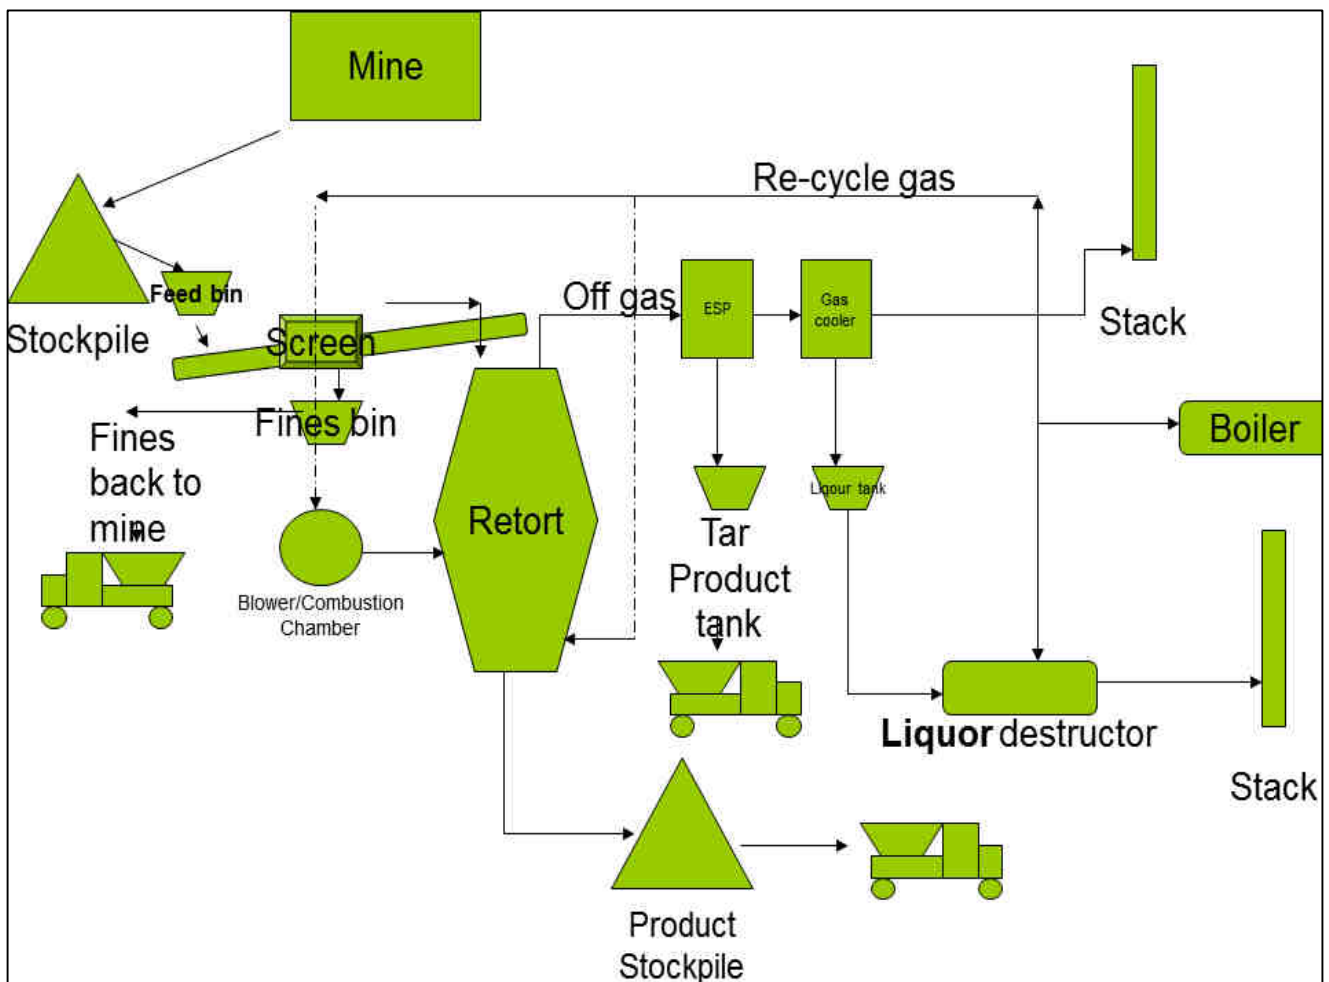 Mine
Re-cycle gas
Feed bin
Off gas
ESP
Gas
cooler
Stockpile
Screen
Stack
Fines bin
Boiler
Fines
back to
mine
Liqour tank
Retort
Tar
Product
tank
Blower/Combustion
Chamber
Liquor destructor
Stack
Product
Stockpile